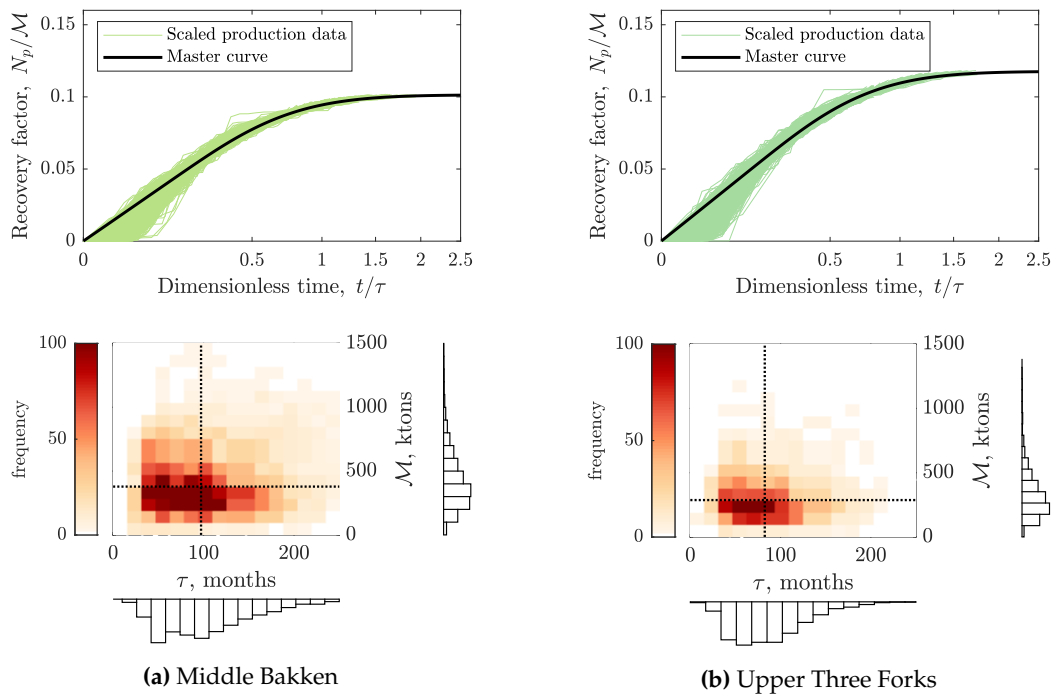 0.15
0.1
0.05
0
Recovery factor, N_p/ℳ
Scaled production data
Master curve
0 0.5 1 1.5 2 2.5
Dimensionless time, t/τ
100
50
0
frequency
1500
1000
500
0
ℳ, ktons
0 100 200
τ, months
(a) Middle Bakken
0.15
0.1
0.05
0
Recovery factor, N_p/ℳ
Scaled production data
Master curve
0 0.5 1 1.5 2 2.5
Dimensionless time, t/τ
100
50
0
frequency
1500
1000
500
0
ℳ, ktons
0 100 200
τ, months
(b) Upper Three Forks